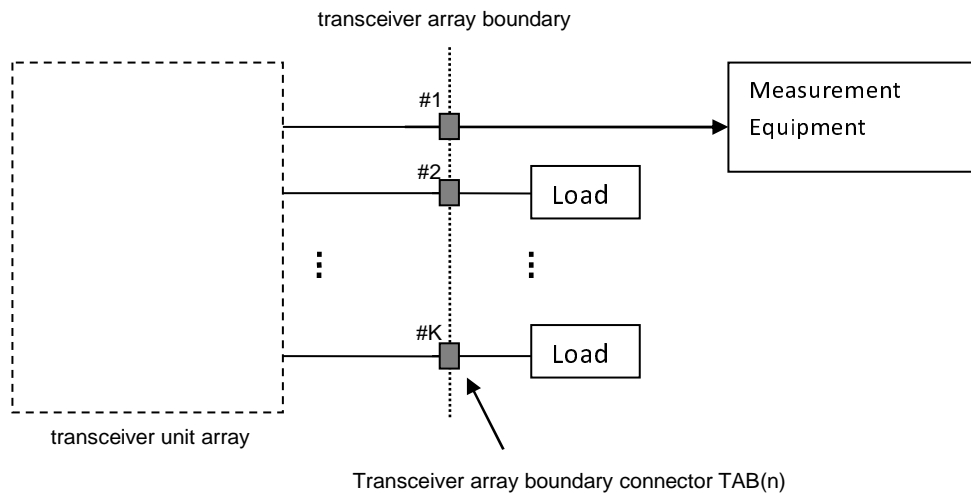 transceiver array boundary
#1
Measurement
Equipment
#2
Load
#K
Load
transceiver unit array
Transceiver array boundary connector TAB(n)